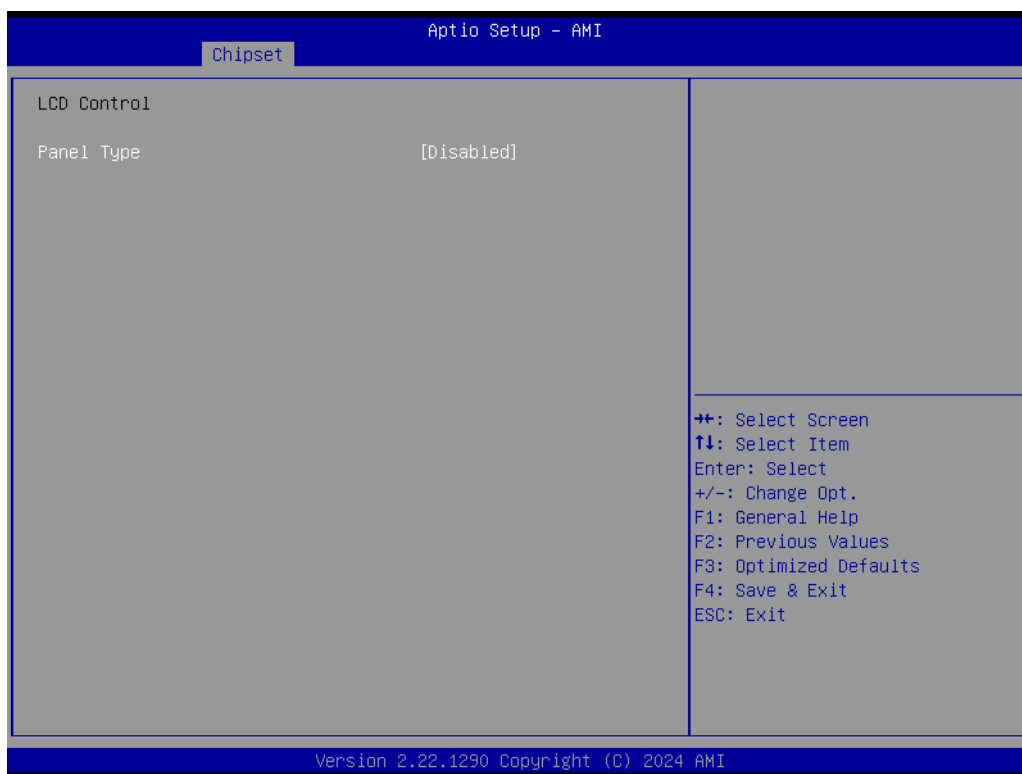 Aptio Setup – AMI
Chipset
LCD Control
Panel Type [Disabled]
→←: Select Screen
↑↓: Select Item
Enter: Select
+/-: Change Opt.
F1: General Help
F2: Previous Values
F3: Optimized Defaults
F4: Save & Exit
ESC: Exit
Version 2.22.1290 Copyright (C) 2024 AMI